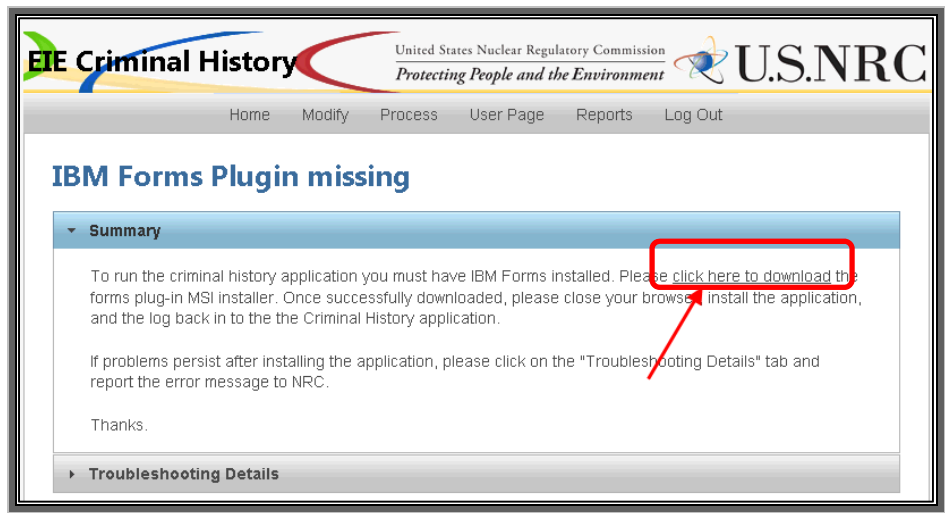 EIE Criminal History
United States Nuclear Regulatory Commission
Protecting People and the Environment
U.S.NRC
Home Modify Process User Page Reports Log Out
IBM Forms Plugin missing
Summary
To run the criminal history application you must have IBM Forms installed. Please click here to download the
forms plug-in MSI installer. Once successfully downloaded, please close your browser, install the application,
and the log back in to the the Criminal History application.
If problems persist after installing the application, please click on the "Troubleshooting Details" tab and
report the error message to NRC.
Thanks.
Troubleshooting Details